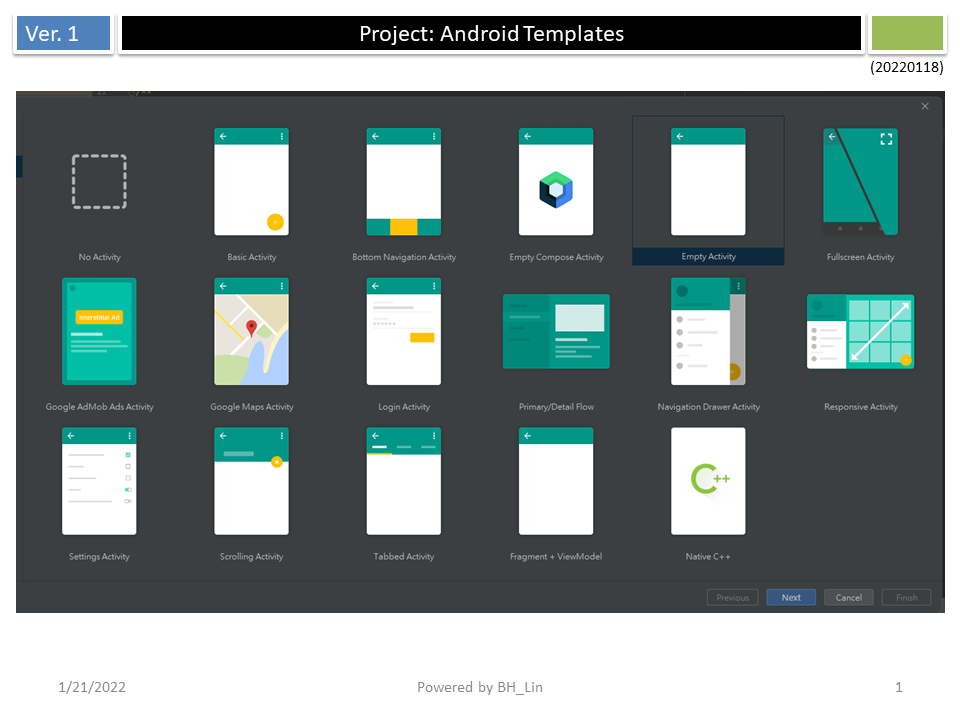 Ver. 1
Project: Android Templates
(20220118)
No Activity
Basic Activity
Bottom Navigation Activity
Empty Compose Activity
Empty Activity
Fullscreen Activity
Interstitial Ad
Google AdMob Ads Activity
Google Maps Activity
Login Activity
Primary/Detail Flow
Navigation Drawer Activity
Responsive Activity
C++
Settings Activity
Scrolling Activity
Tabbed Activity
Fragment + ViewModel
Native C++
Previous
Next
Cancel
Finish
1/21/2022
Powered by BH_Lin
1